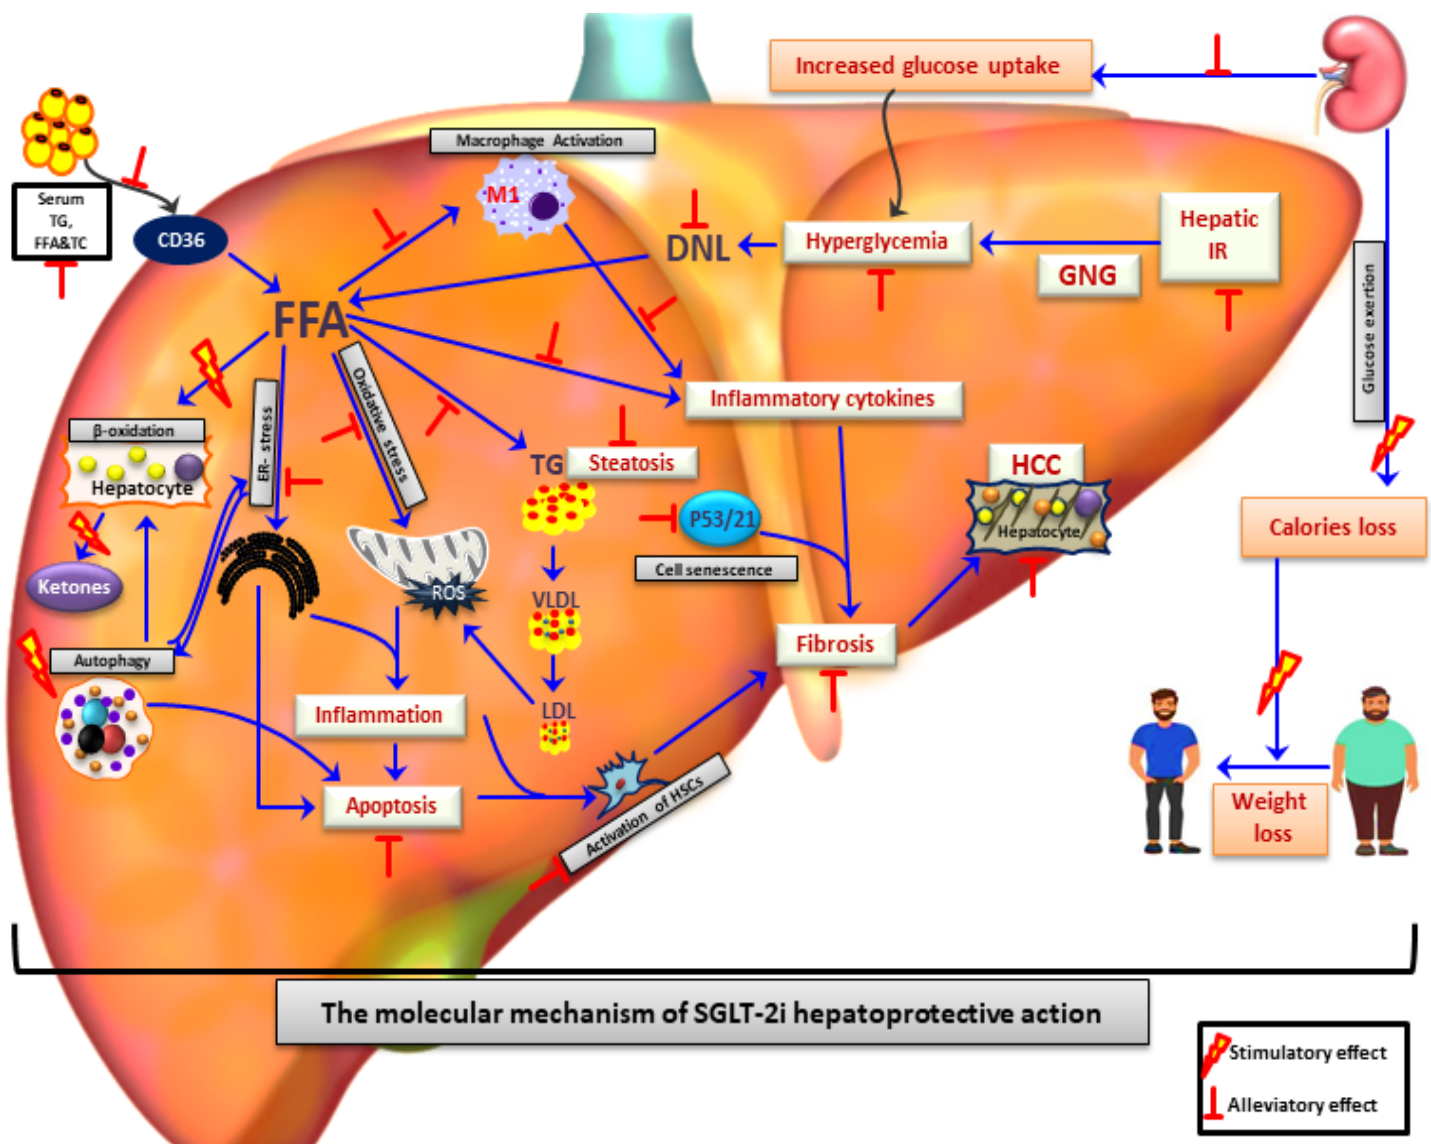 Increased glucose uptake
Macrophage Activation
M1
Serum
TG,
FFA&TC
CD36
DNL
Hyperglycemia
Hepatic
IR
GNG
Glucose exertion
FFA
Oxidative stress
ER- stress
Inflammatory cytokines
β-oxidation
Hepatocyte
TG
Steatosis
HCC
Hepatocyte
P53/21
Cell senescence
Calories loss
Ketones
ROS
VLDL
Fibrosis
Autophagy
Inflammation
LDL
Apoptosis
Activation of HSCs
Weight
loss
The molecular mechanism of SGLT-2i hepatoprotective action
Stimulatory effect
Alleviatory effect